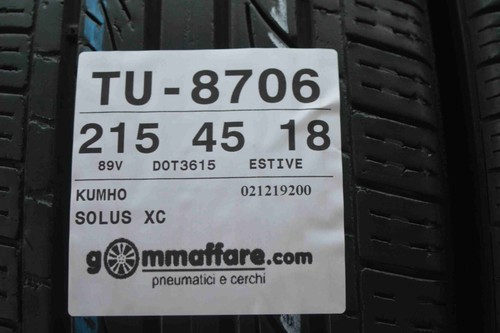 TU-8706
215 45 18
89V DOT3615 ESTIVE
KUMHO 021219200
SOLUS XC
gommaffare.com
pneumatici e cerchi